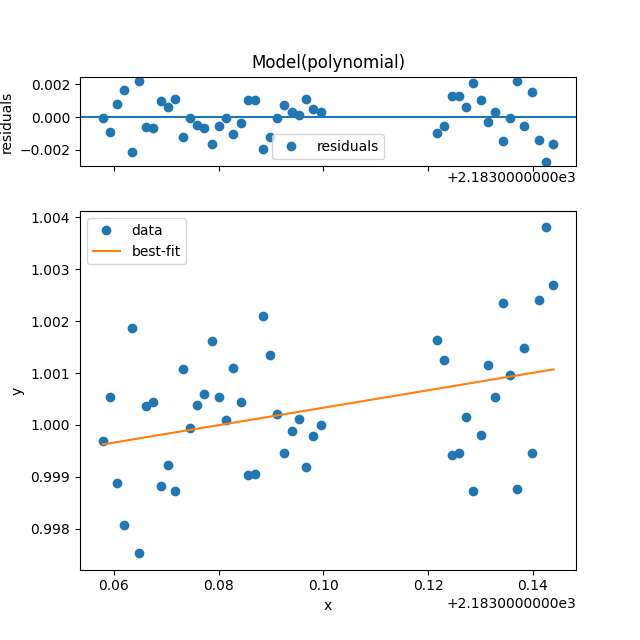 Model(polynomial)
residuals
0.002
0.000
−0.002
residuals
+2.1830000000e3
y
1.004
1.003
1.002
1.001
1.000
0.999
0.998
data
best-fit
0.06 0.08 0.10 0.12 0.14
x
+2.1830000000e3